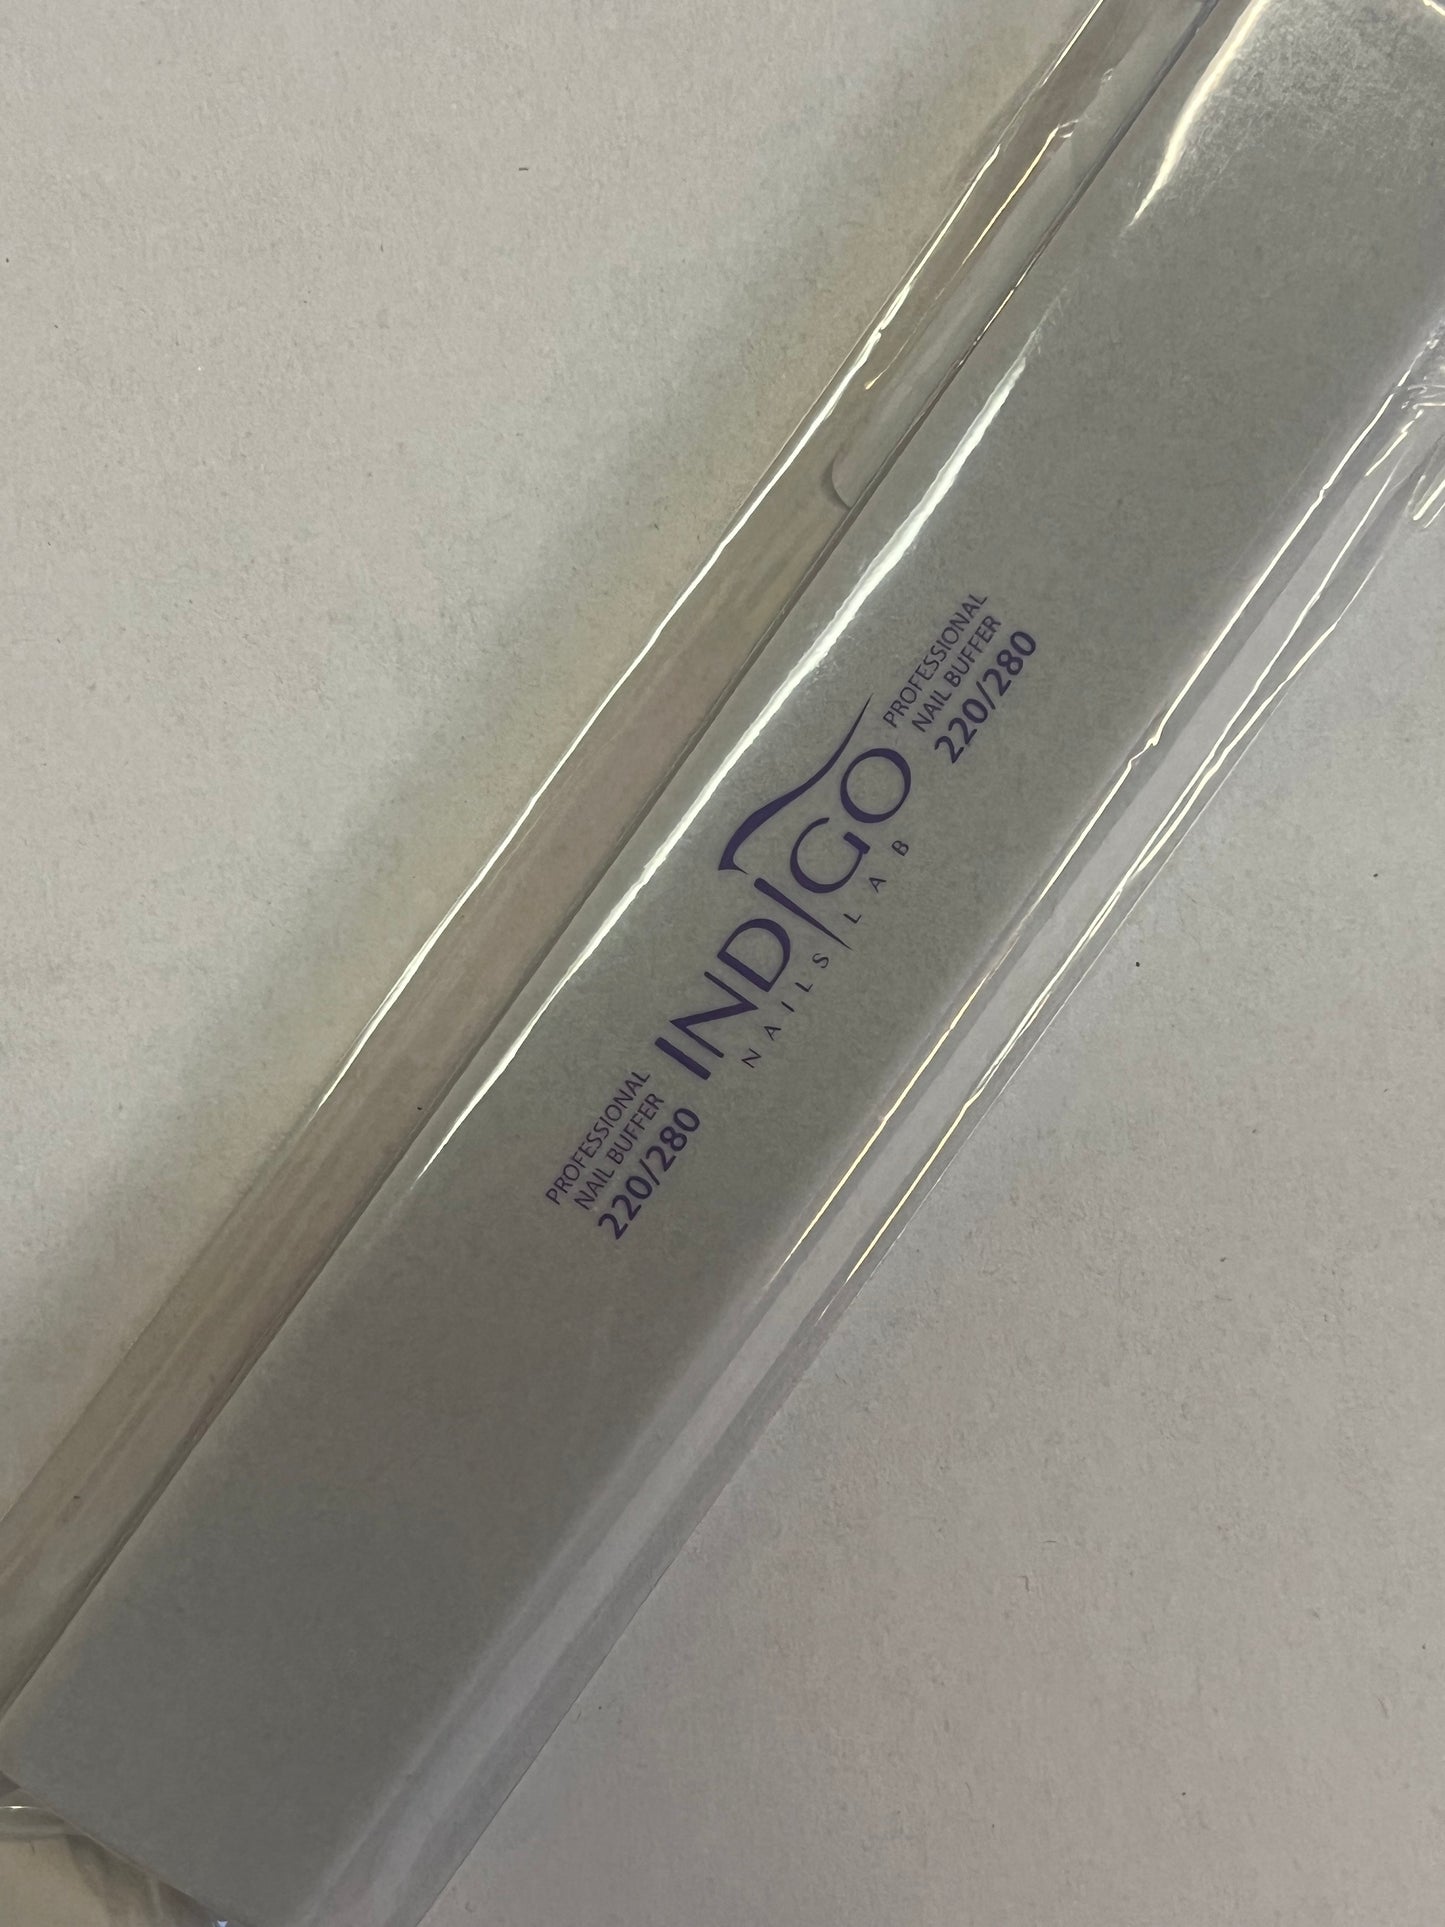 PROFESSIONAL
NAIL BUFFER
220/280
INDIGO
NAILS LAB
PROFESSIONAL
NAIL BUFFER
220/280